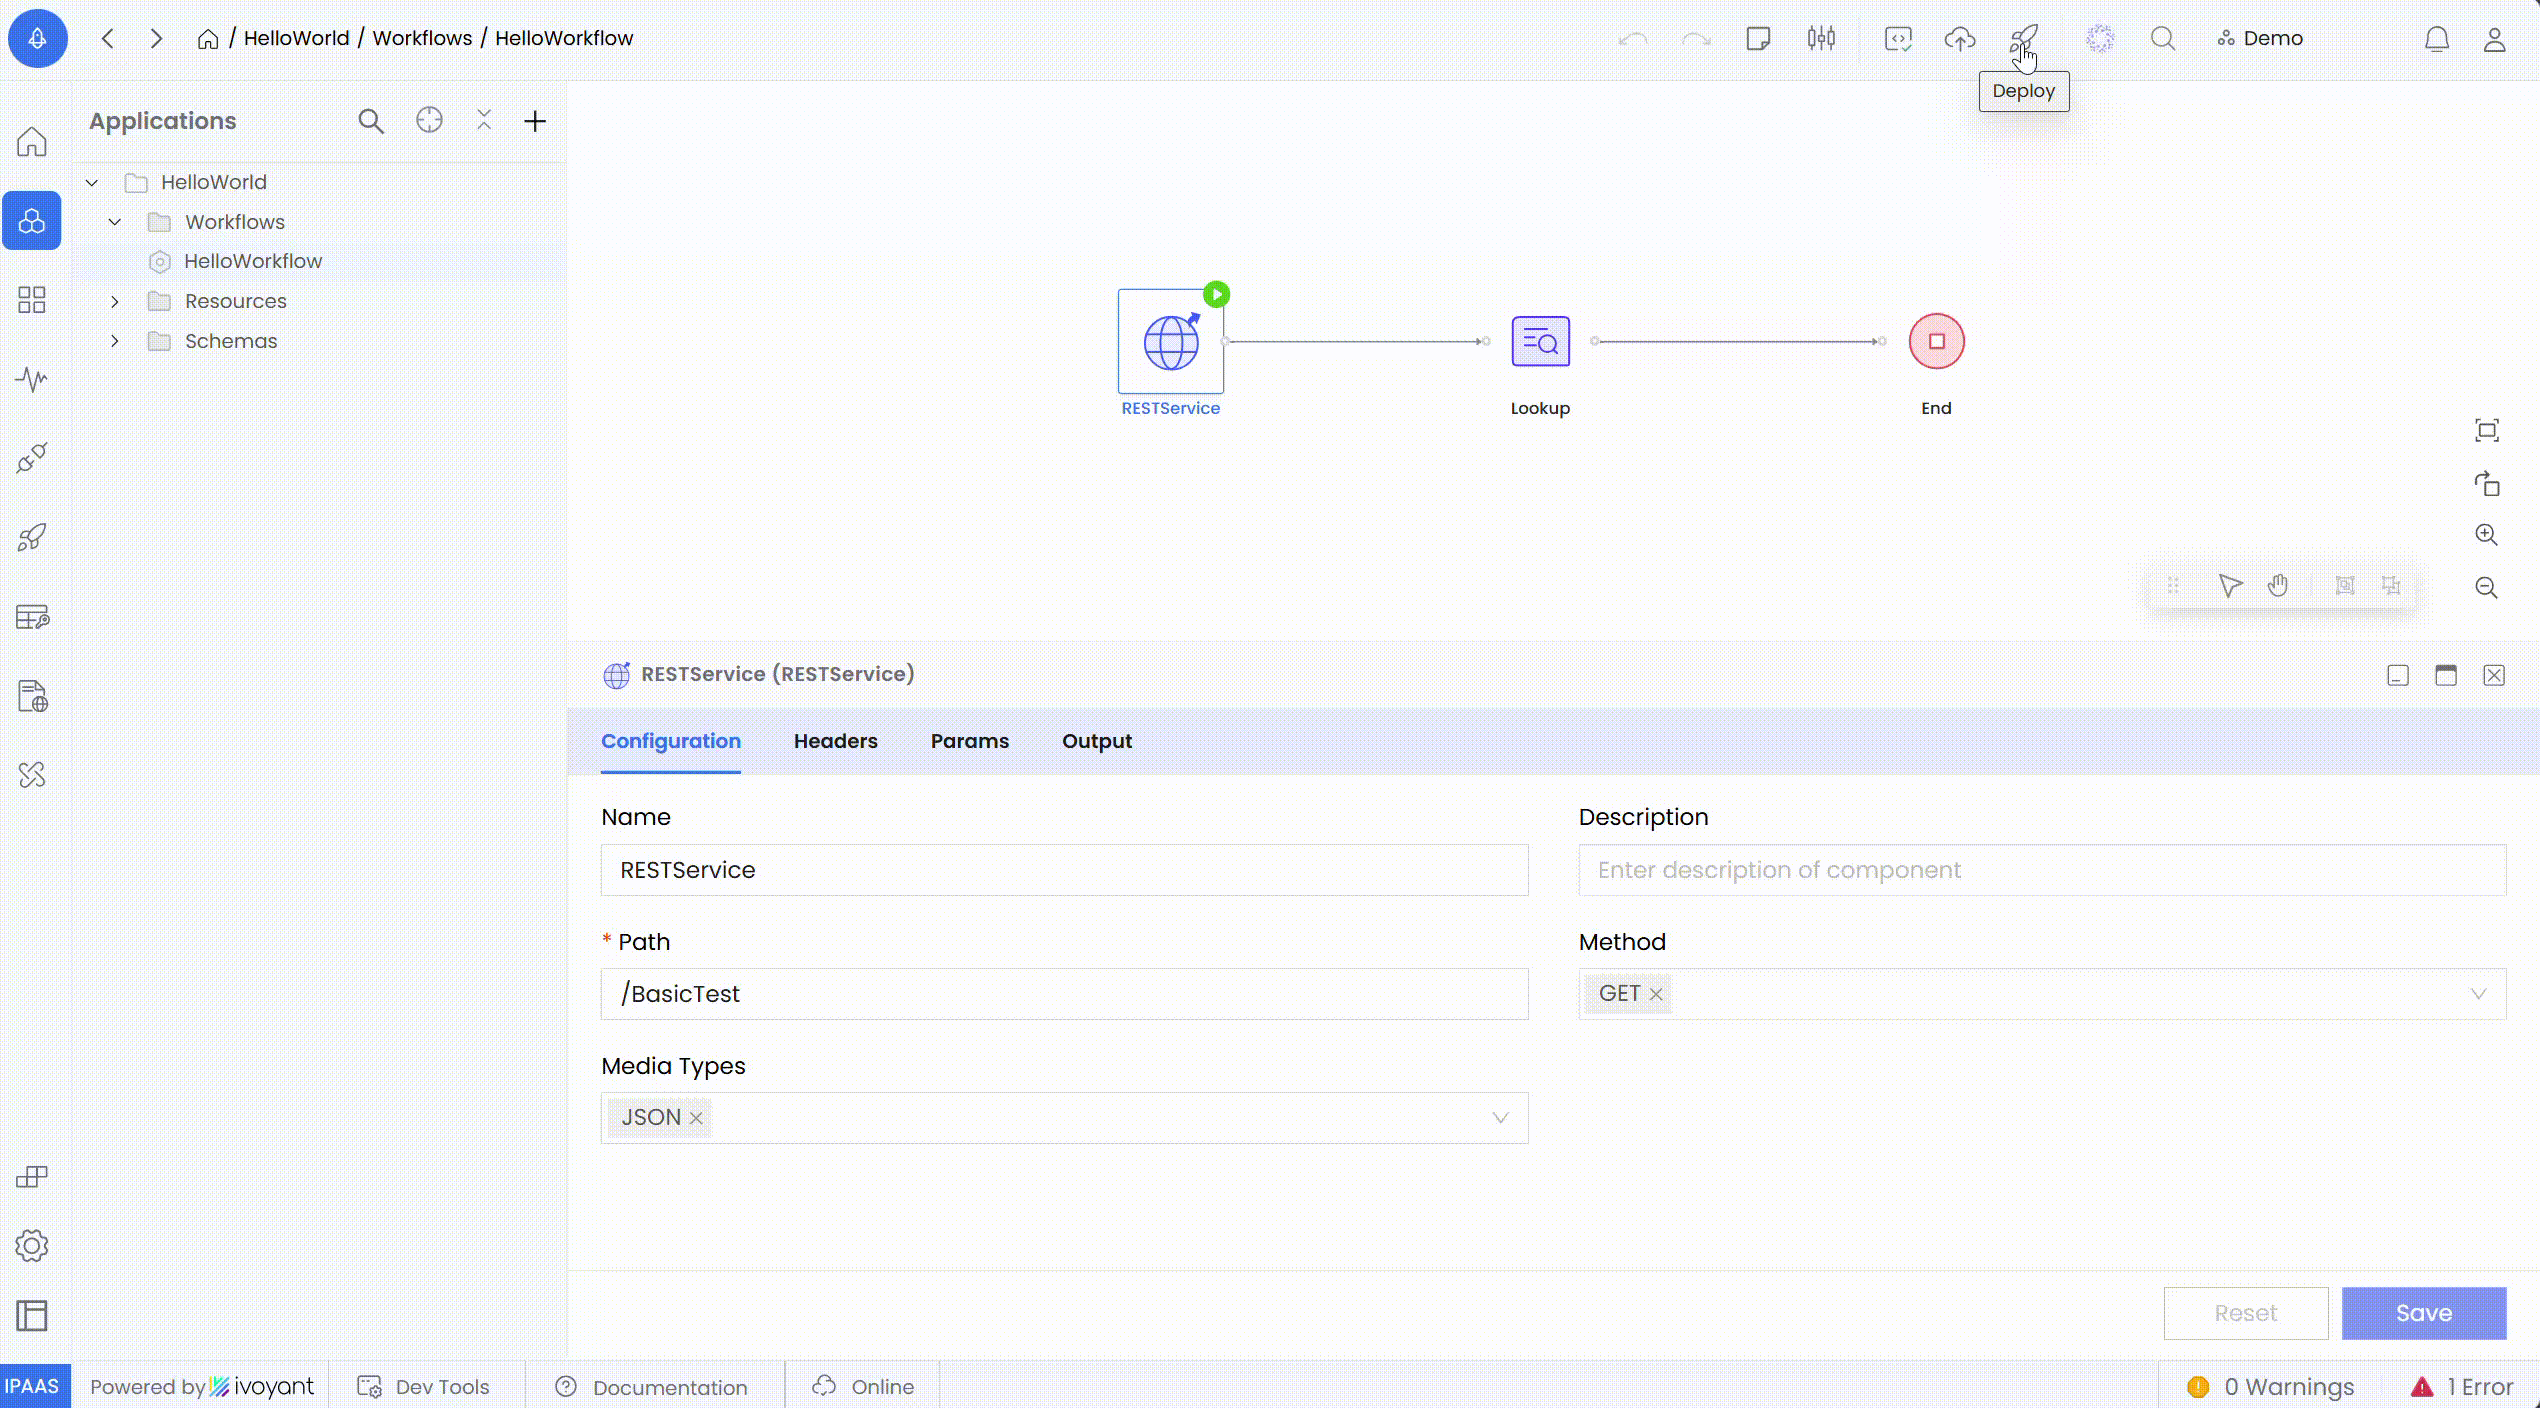 / HelloWorld / Workflows / HelloWorkflow
Demo
Deploy
Applications
HelloWorld
Workflows
HelloWorkflow
Resources
Schemas
RESTService
Lookup
End
RESTService (RESTService)
Configuration Headers Params Output
Name
RESTService
Description
Enter description of component
* Path
/BasicTest
Method
GET
Media Types
JSON
Reset Save
IPAAS Powered by ivoyant Dev Tools Documentation Online 0 Warnings 1 Error